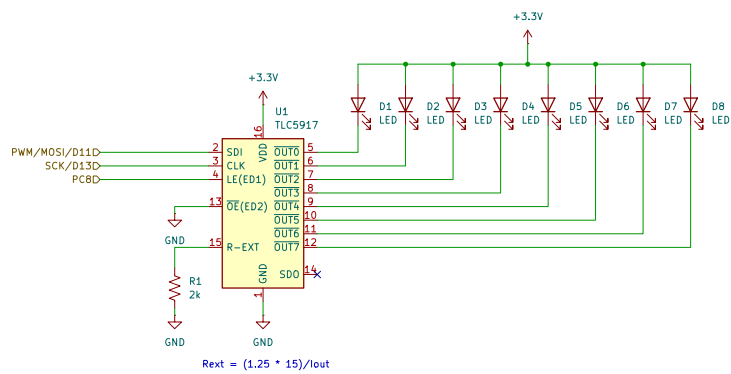 +3.3V
+3.3V
U1
TLC5917
D1
LED
D2
LED
D3
LED
D4
LED
D5
LED
D6
LED
D7
LED
D8
LED
16
VDD
PWM/MOSI/D11
2
SDI
OUT0
5
SCK/D13
3
CLK
OUT1
6
PC8
4
LE(ED1)
OUT2
7
OUT3
8
13
OE(ED2)
OUT4
9
OUT5
10
GND
OUT6
11
15
R-EXT
OUT7
12
GND
SDO
14
R1
2k
1
GND
GND
Rext = (1.25 * 15)/Iout